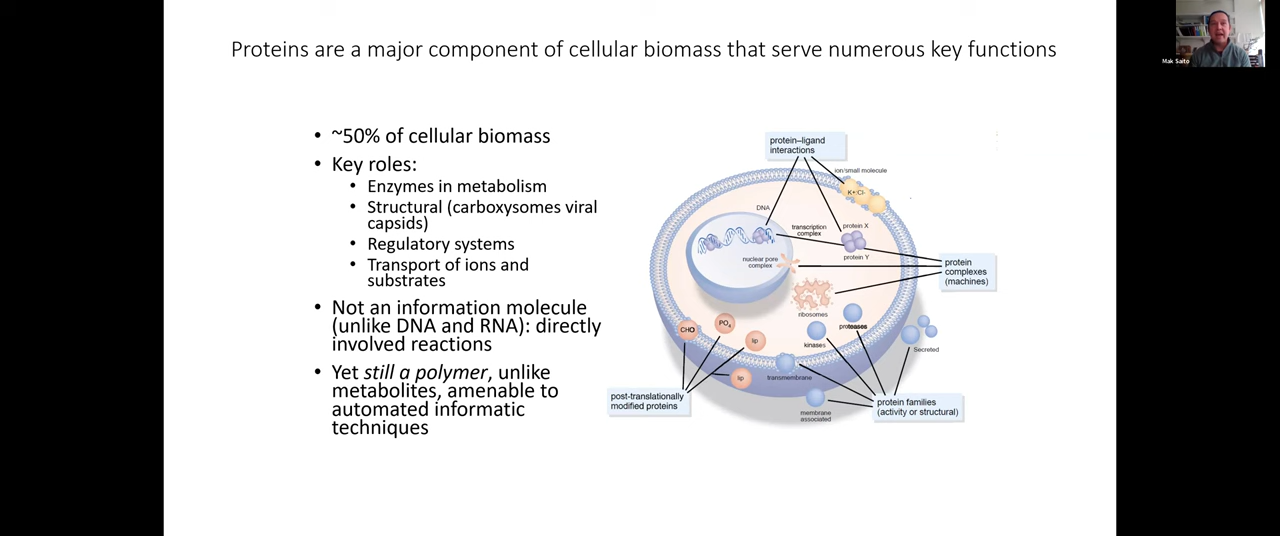 Proteins are a major component of cellular biomass that serve numerous key functions
Mak Saito
• ~50% of cellular biomass
• Key roles:
• Enzymes in metabolism
• Structural (carboxysomes viral
capsids)
• Regulatory systems
• Transport of ions and
substrates
• Not an information molecule
(unlike DNA and RNA): directly
involved reactions
• Yet still a polymer, unlike
metabolites, amenable to
automated informatic
techniques
protein–ligand
interactions
ion/small molecule
K+ Cl-
DNA
transcription
complex
protein X
protein Y
nuclear pore
complex
protein
complexes
(machines)
ribosomes
proteases
kinases
CHO
PO4
lip
lip
transmembrane
Secreted
post-translationally
modified proteins
membrane
associated
protein families
(activity or structural)